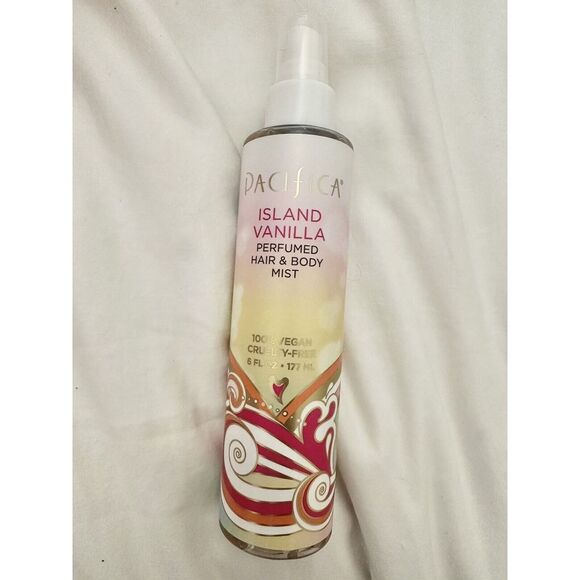 PACIFICA®
ISLAND
VANILLA
PERFUMED
HAIR & BODY
MIST
100% VEGAN
CRUELTY-FREE
6 FL OZ • 177 ML